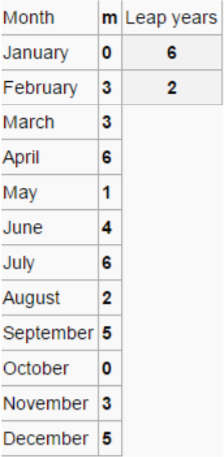 Month m Leap years
January 0 6
February 3 2
March 3
April 6
May 1
June 4
July 6
August 2
September 5
October 0
November 3
December 5